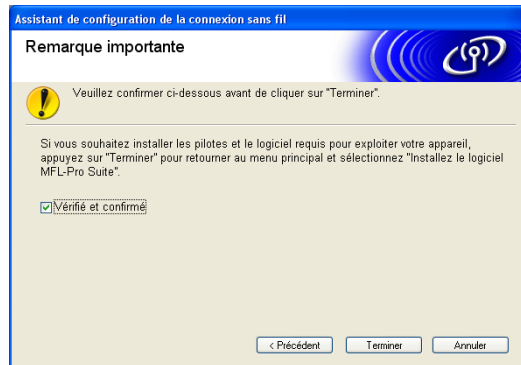 Assistant de configuration de la connexion sans fil
Remarque importante
Veuillez confirmer ci-dessous avant de cliquer sur "Terminer".
Si vous souhaitez installer les pilotes et le logiciel requis pour exploiter votre appareil,
appuyez sur "Terminer" pour retourner au menu principal et sélectionnez "Installez le logiciel
MFL-Pro Suite".
Vérifié et confirmé
< Précédent
Terminer
Annuler